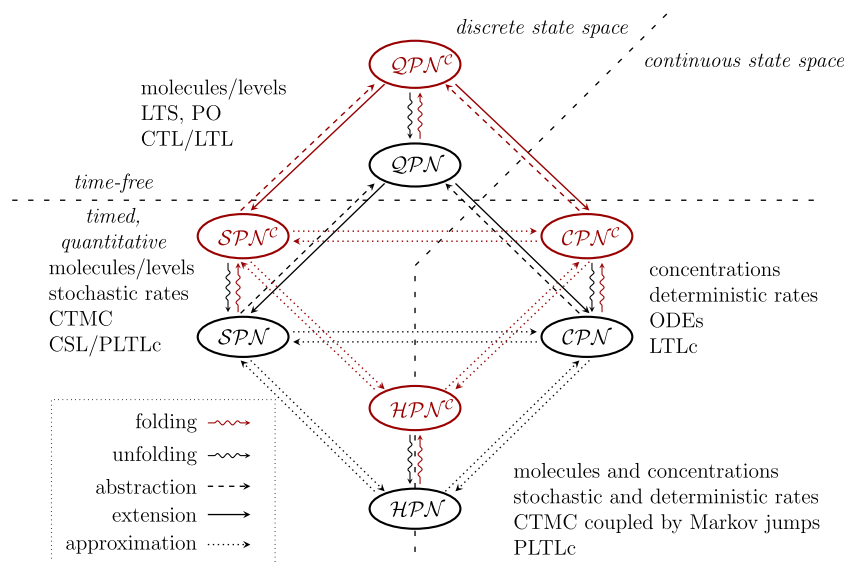 discrete state space
continuous state space
𝒬𝒫𝒩^𝒞
molecules/levels
LTS, PO
CTL/LTL
𝒬𝒫𝒩
time-free
timed,
quantitative
𝒮𝒫𝒩^𝒞
𝒞𝒫𝒩^𝒞
molecules/levels
stochastic rates
CTMC
CSL/PLTLc
concentrations
deterministic rates
ODEs
LTLc
𝒮𝒫𝒩
𝒞𝒫𝒩
ℋ𝒫𝒩^𝒞
folding
unfolding
abstraction
extension
approximation
ℋ𝒫𝒩
molecules and concentrations
stochastic and deterministic rates
CTMC coupled by Markov jumps
PLTLc